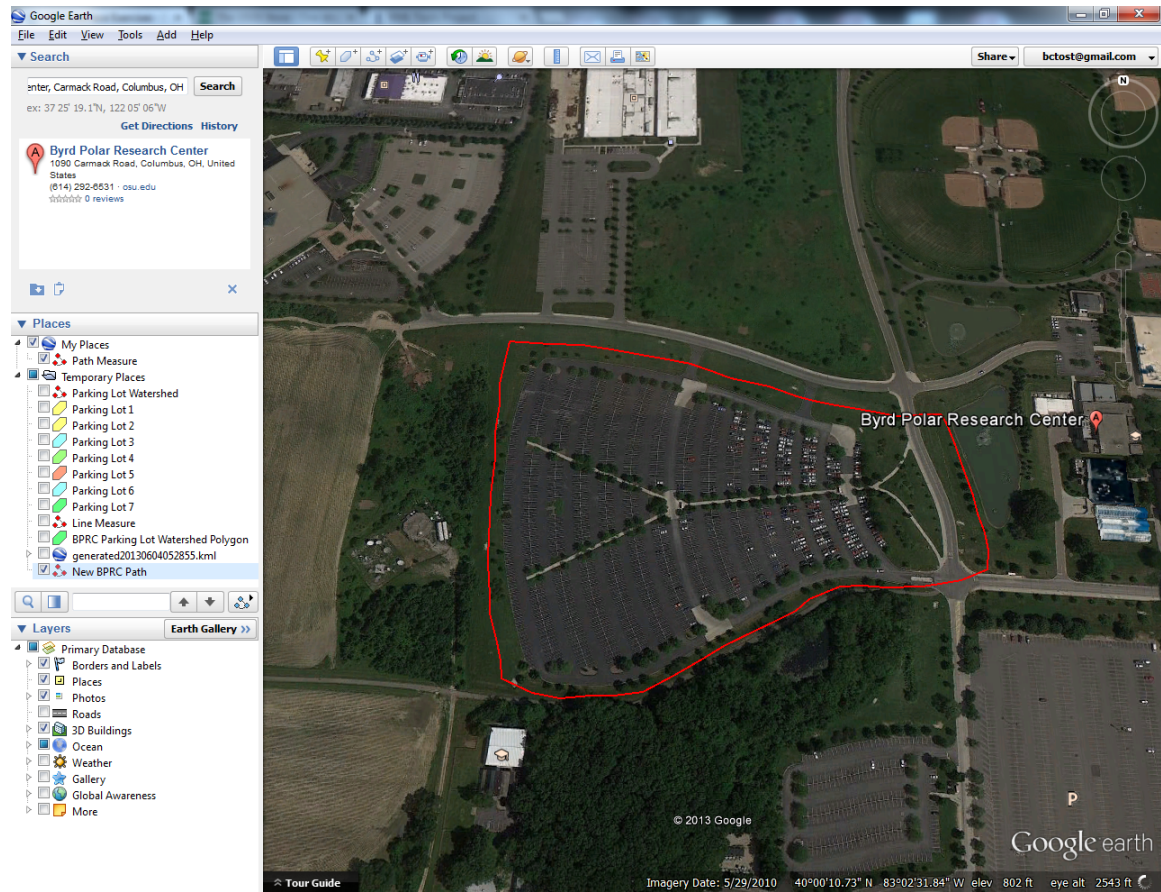 Google Earth
File Edit View Tools Add Help
Search
enter, Carmack Road, Columbus, OH
Search
ex: 37 25' 19.1"N, 122 05' 06"W
Get Directions History
A
Byrd Polar Research Center
1090 Carmack Road, Columbus, OH, United
States
(614) 292-6531 · osu.edu
0 reviews
Places
My Places
Path Measure
Temporary Places
Parking Lot Watershed
Parking Lot 1
Parking Lot 2
Parking Lot 3
Parking Lot 4
Parking Lot 5
Parking Lot 6
Parking Lot 7
Line Measure
BPRC Parking Lot Watershed Polygon
generated20130604052855.kml
New BPRC Path
Layers
Earth Gallery >>
Primary Database
Borders and Labels
Places
Photos
Roads
3D Buildings
Ocean
Weather
Gallery
Global Awareness
More
Share
bctost@gmail.com
N
Byrd Polar Research Center
A
P
© 2013 Google
Google earth
Tour Guide
Imagery Date: 5/29/2010 40°00'10.73" N 83°02'31.84" W elev 802 ft eye alt 2543 ft